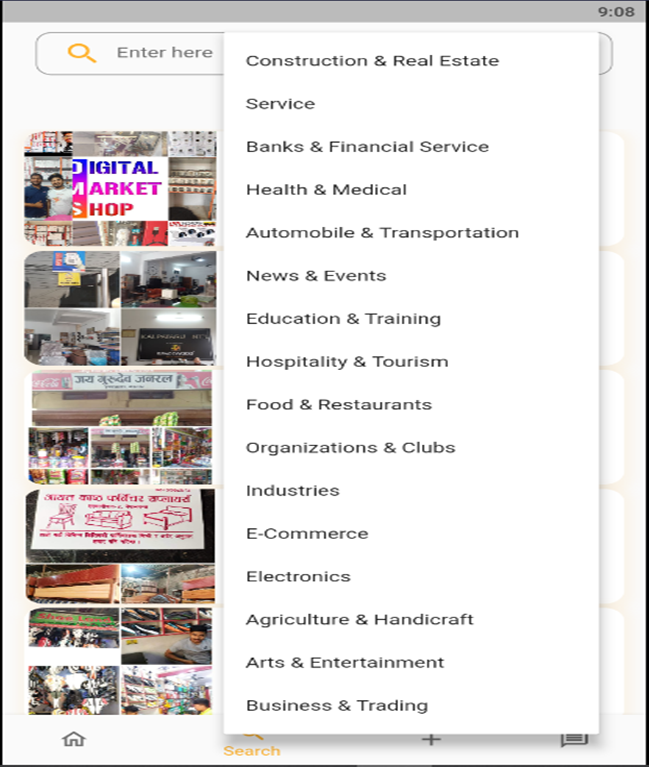 9:08
Enter here
Construction & Real Estate
Service
Banks & Financial Service
Health & Medical
Automobile & Transportation
News & Events
Education & Training
Hospitality & Tourism
Food & Restaurants
Organizations & Clubs
Industries
E-Commerce
Electronics
Agriculture & Handicraft
Arts & Entertainment
Business & Trading
DIGITAL
MARKET
SHOP
जय गुरुदेव जनरल
Search